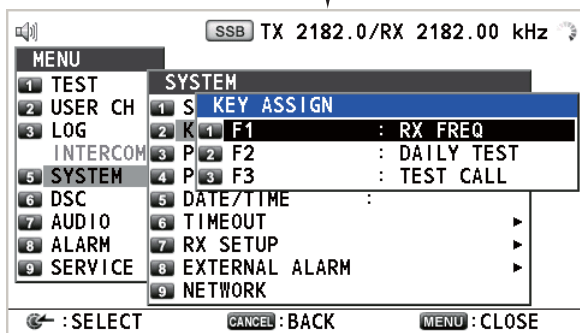 SSB TX 2182.0/RX 2182.00 kHz
MENU
1 TEST
2 USER CH
3 LOG
INTERCOM
5 SYSTEM
6 DSC
7 AUDIO
8 ALARM
9 SERVICE
SYSTEM
1 S
2 K
3 P
4 P
5 DATE/TIME :
6 TIMEOUT
7 RX SETUP
8 EXTERNAL ALARM
9 NETWORK
KEY ASSIGN
1 F1 : RX FREQ
2 F2 : DAILY TEST
3 F3 : TEST CALL
: SELECT CANCEL : BACK MENU : CLOSE